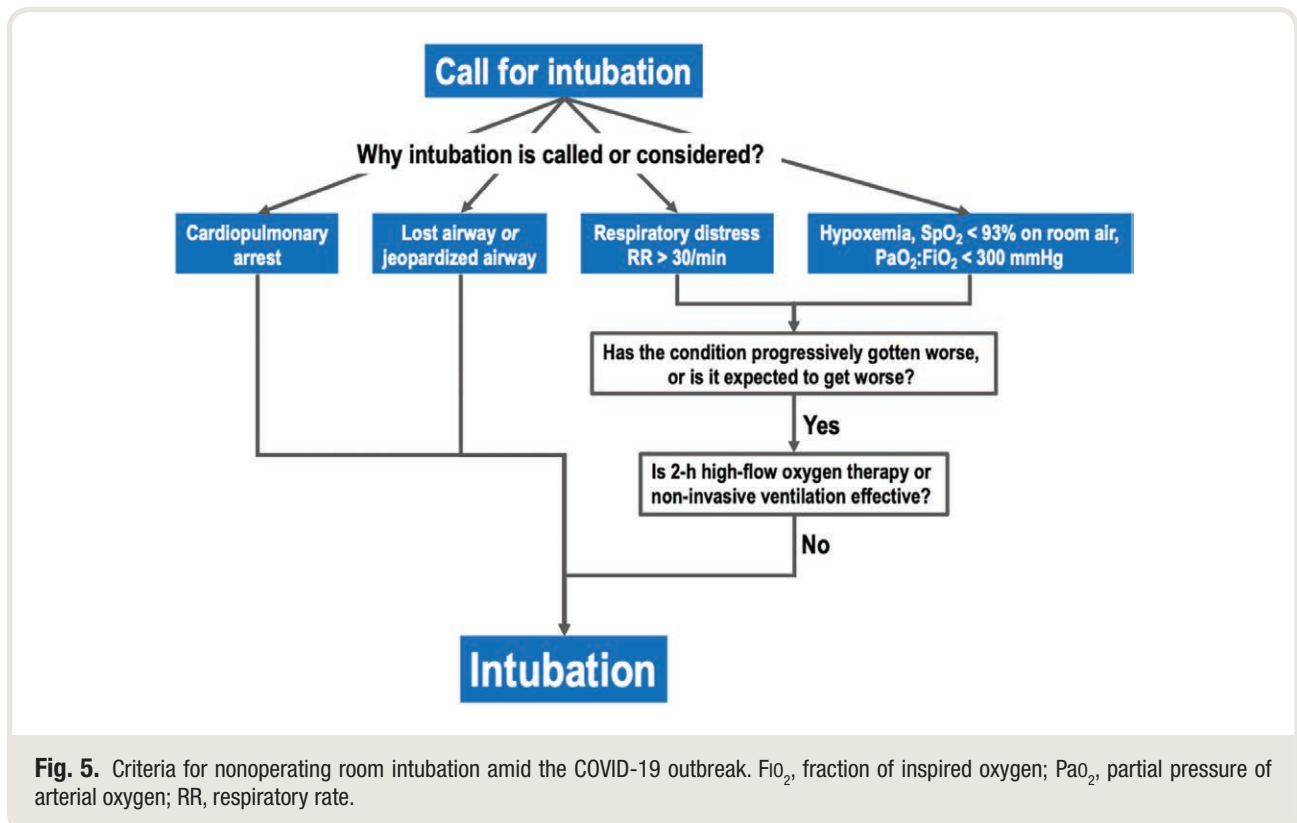 Call for intubation
Why intubation is called or considered?
Cardiopulmonary
arrest
Lost airway or
jeopardized airway
Respiratory distress
RR > 30/min
Hypoxemia, SpO₂ < 93% on room air,
PaO₂:FiO₂ < 300 mmHg
Has the condition progressively gotten worse,
or is it expected to get worse?
Yes
Is 2-h high-flow oxygen therapy or
non-invasive ventilation effective?
No
Intubation
Fig. 5. Criteria for nonoperating room intubation amid the COVID-19 outbreak. FIO₂, fraction of inspired oxygen; PaO₂, partial pressure of
arterial oxygen; RR, respiratory rate.